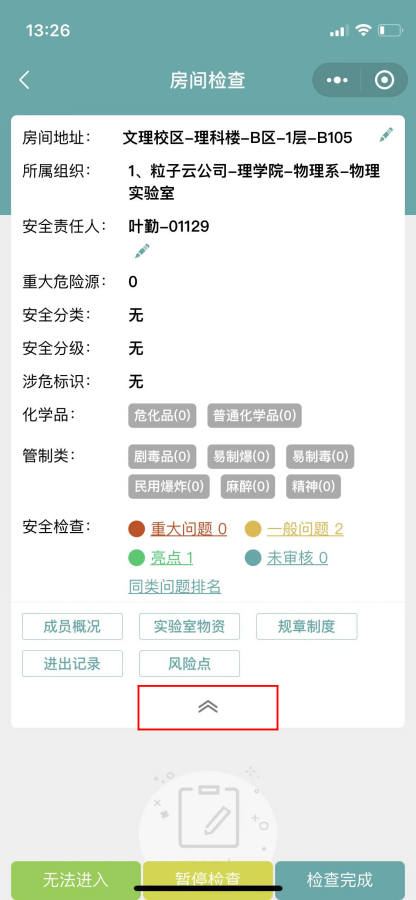 13:26
房间检查
房间地址： 文理校区-理科楼-B区-1层-B105
所属组织： 1、粒子云公司-理学院-物理系-物理
实验室
安全责任人： 叶勤-01129
重大危险源： 0
安全分类： 无
安全分级： 无
涉危标识： 无
化学品： 危化品(0) 普通化学品(0)
管制类： 剧毒品(0) 易制爆(0) 易制毒(0)
民用爆炸(0) 麻醉(0) 精神(0)
安全检查： 重大问题 0 一般问题 2
亮点 1 未审核 0
同类问题排名
成员概况 实验室物资 规章制度
进出记录 风险点
无法进入 暂停检查 检查完成